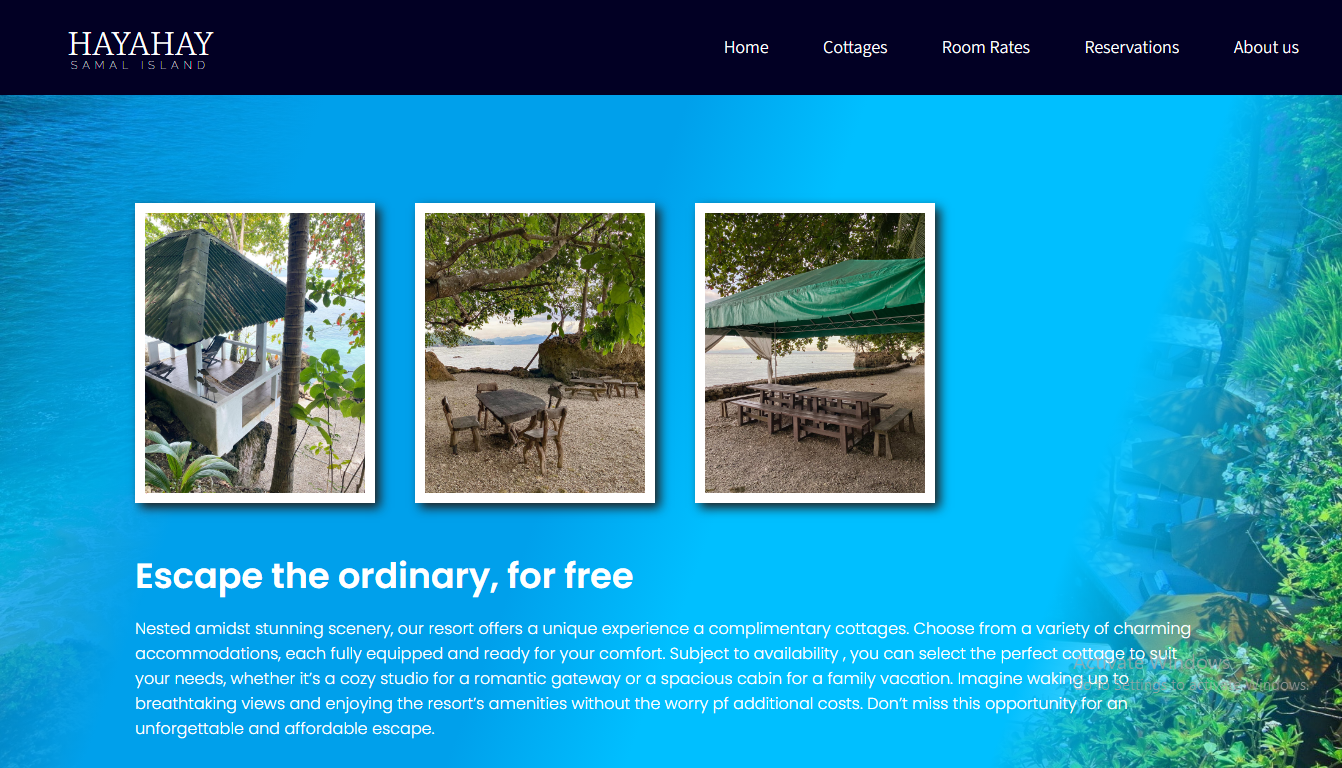 HAYAHAY
SAMAL ISLAND
Home
Cottages
Room Rates
Reservations
About us
Escape the ordinary, for free
Nested amidst stunning scenery, our resort offers a unique experience a complimentary cottages. Choose from a variety of charming
accommodations, each fully equipped and ready for your comfort. Subject to availability , you can select the perfect cottage to suit
your needs, whether it's a cozy studio for a romantic gateway or a spacious cabin for a family vacation. Imagine waking up to
breathtaking views and enjoying the resort's amenities without the worry pf additional costs. Don't miss this opportunity for an
unforgettable and affordable escape.
Activate Windows
Go to Settings to activate Windows.